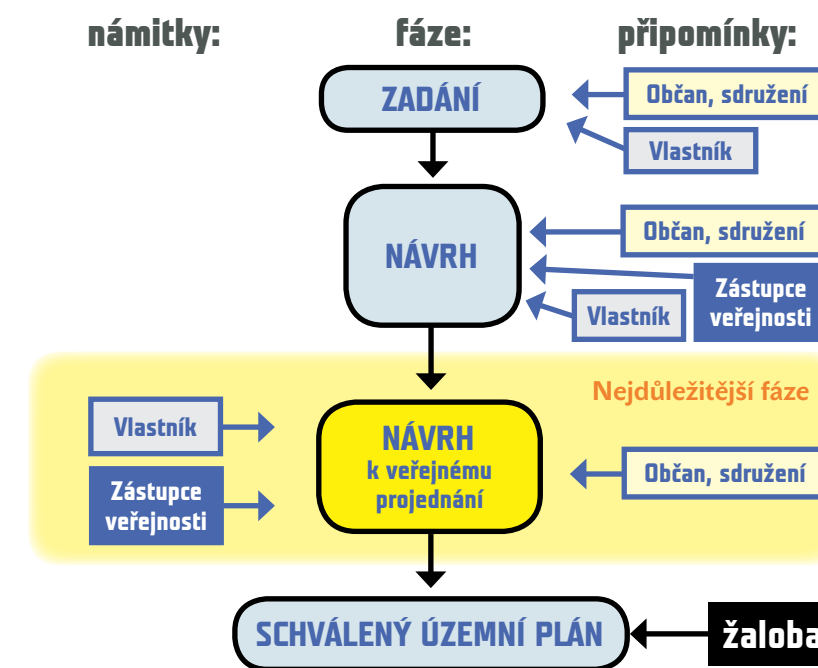 námitky:
fáze:
připomínky:
ZADÁNÍ
Občan, sdružení
Vlastník
NÁVRH
Občan, sdružení
Zástupce
veřejnosti
Vlastník
Nejdůležitější fáze
Vlastník
Zástupce
veřejnosti
NÁVRH
k veřejnému
projednání
Občan, sdružení
SCHVÁLENÝ ÚZEMNÍ PLÁN
žaloba